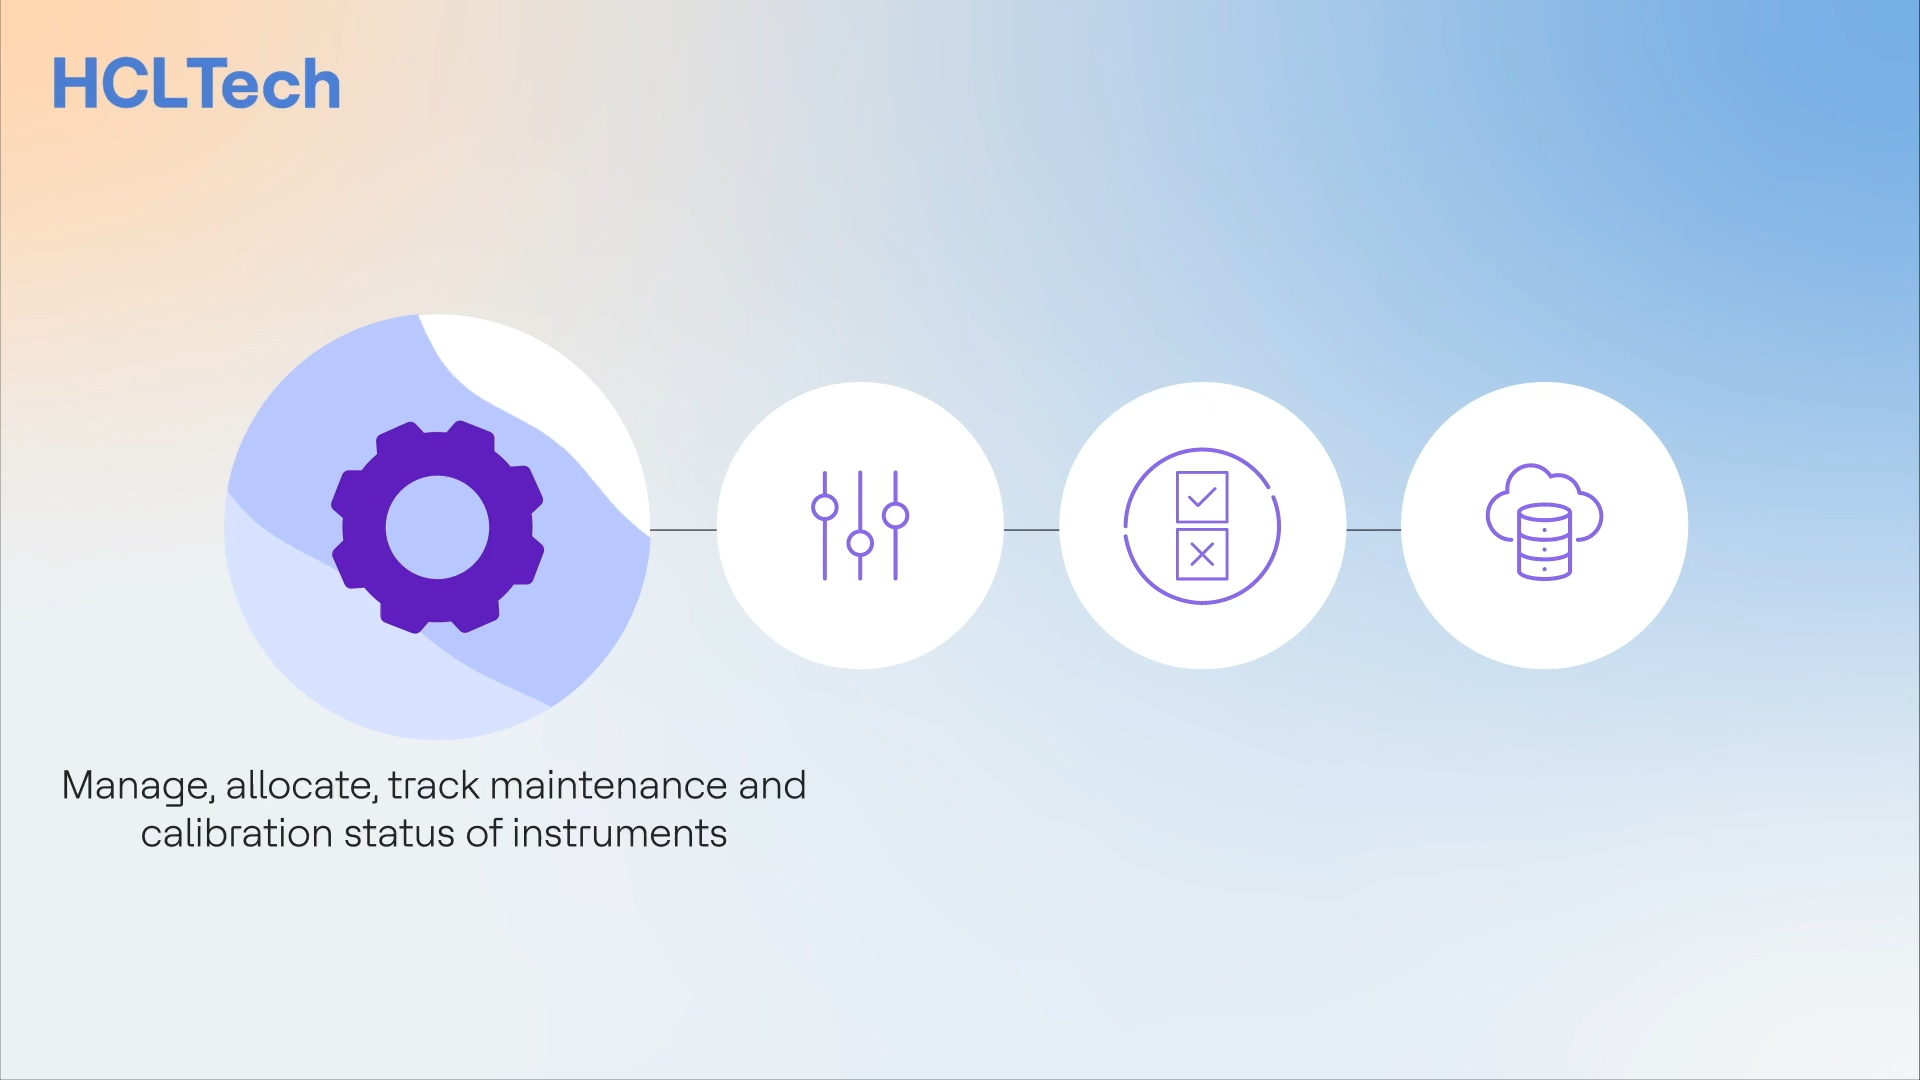 HCLTech
Manage, allocate, track maintenance and
calibration status of instruments